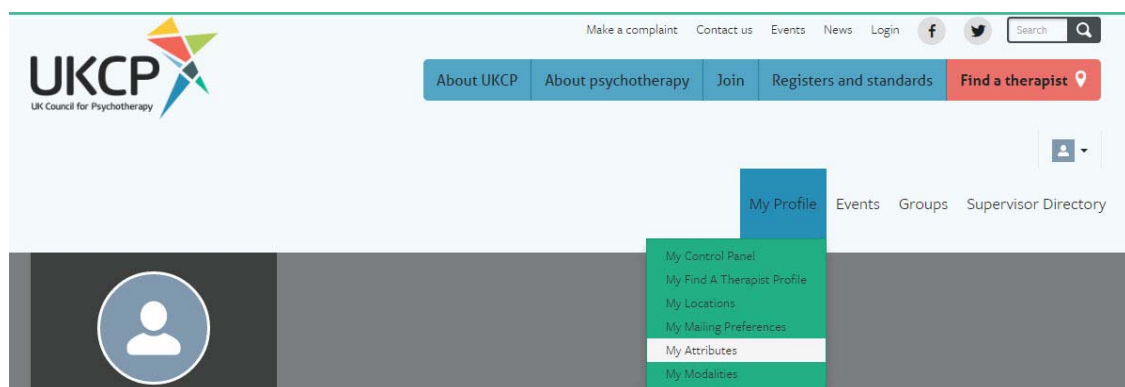 Make a complaint Contact us Events News Login f Search
UKCP
UK Council for Psychotherapy
About UKCP About psychotherapy Join Registers and standards Find a therapist
My Profile Events Groups Supervisor Directory
My Control Panel
My Find A Therapist Profile
My Locations
My Mailing Preferences
My Attributes
My Modalities